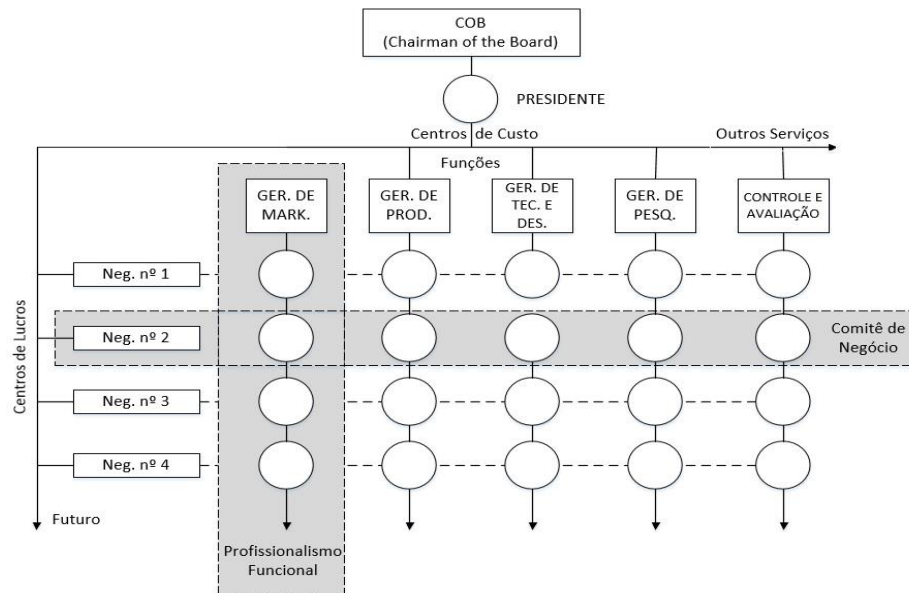 COB
(Chairman of the Board)
PRESIDENTE
Centros de Custo
Outros Serviços
Funções
GER. DE
MARK.
GER. DE
PROD.
GER. DE
TEC. E
DES.
GER. DE
PESQ.
CONTROLE E
AVALIAÇÃO
Centros de Lucros
Neg. nº 1
Neg. nº 2
Comitê de
Negócio
Neg. nº 3
Neg. nº 4
Futuro
Profissionalismo
Funcional